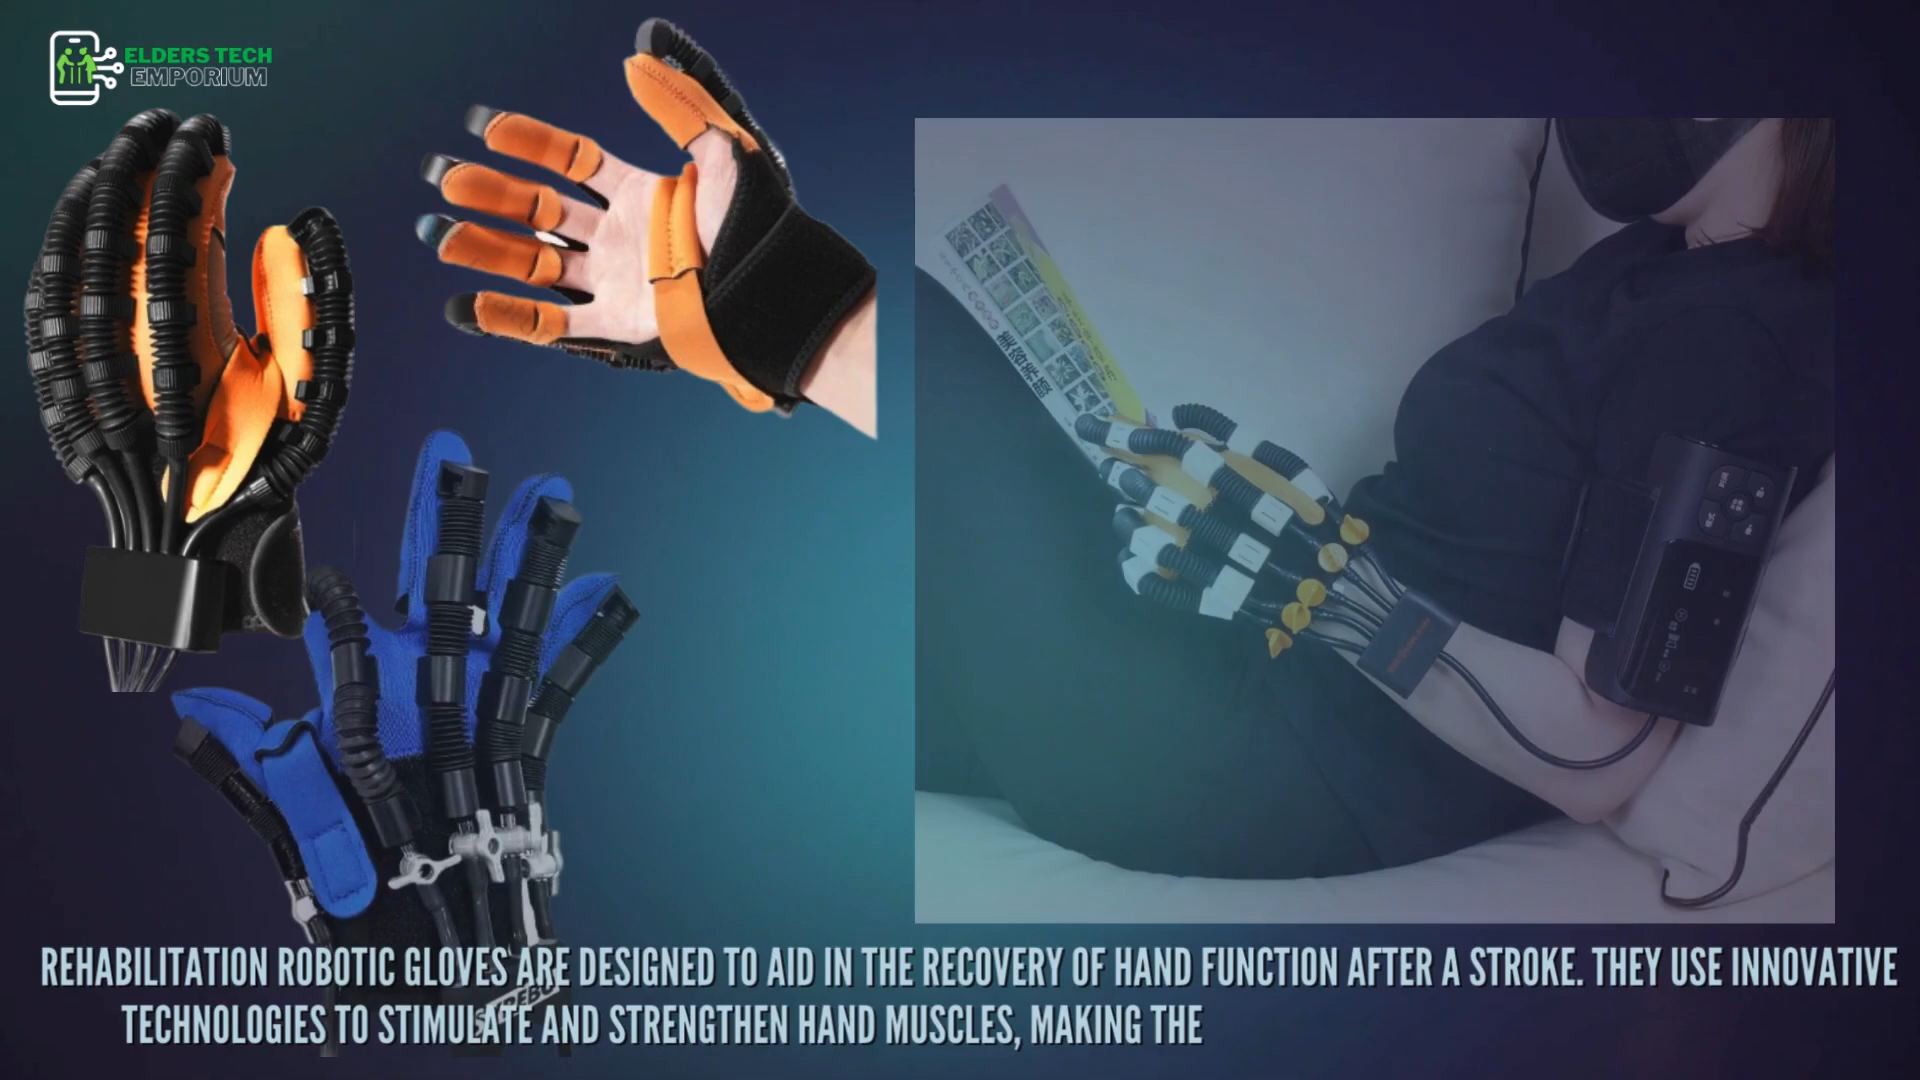 ELDERS TECH
EMPORIUM
REHABILITATION ROBOTIC GLOVES ARE DESIGNED TO AID IN THE RECOVERY OF HAND FUNCTION AFTER A STROKE. THEY USE INNOVATIVE
TECHNOLOGIES TO STIMULATE AND STRENGTHEN HAND MUSCLES, MAKING THE